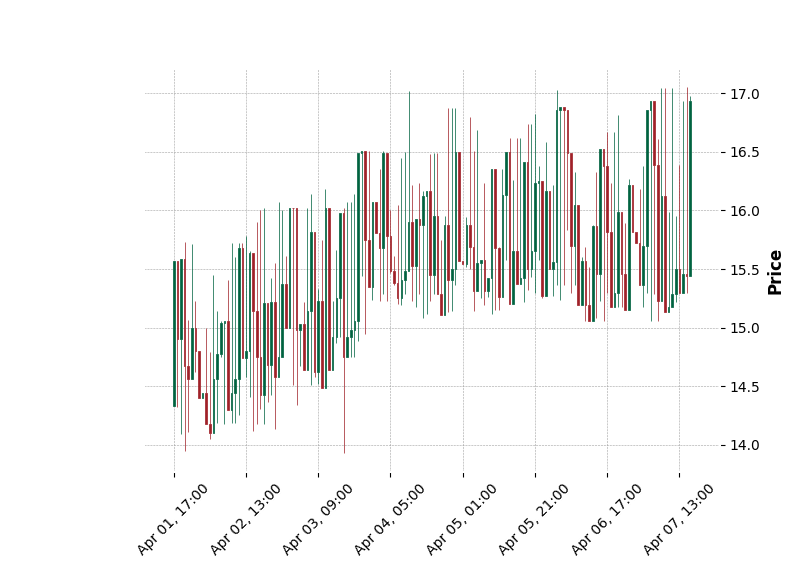 17.0
16.5
16.0
15.5
15.0
14.5
14.0
Price
Apr 01, 17:00
Apr 02, 13:00
Apr 03, 09:00
Apr 04, 05:00
Apr 05, 01:00
Apr 05, 21:00
Apr 06, 17:00
Apr 07, 13:00